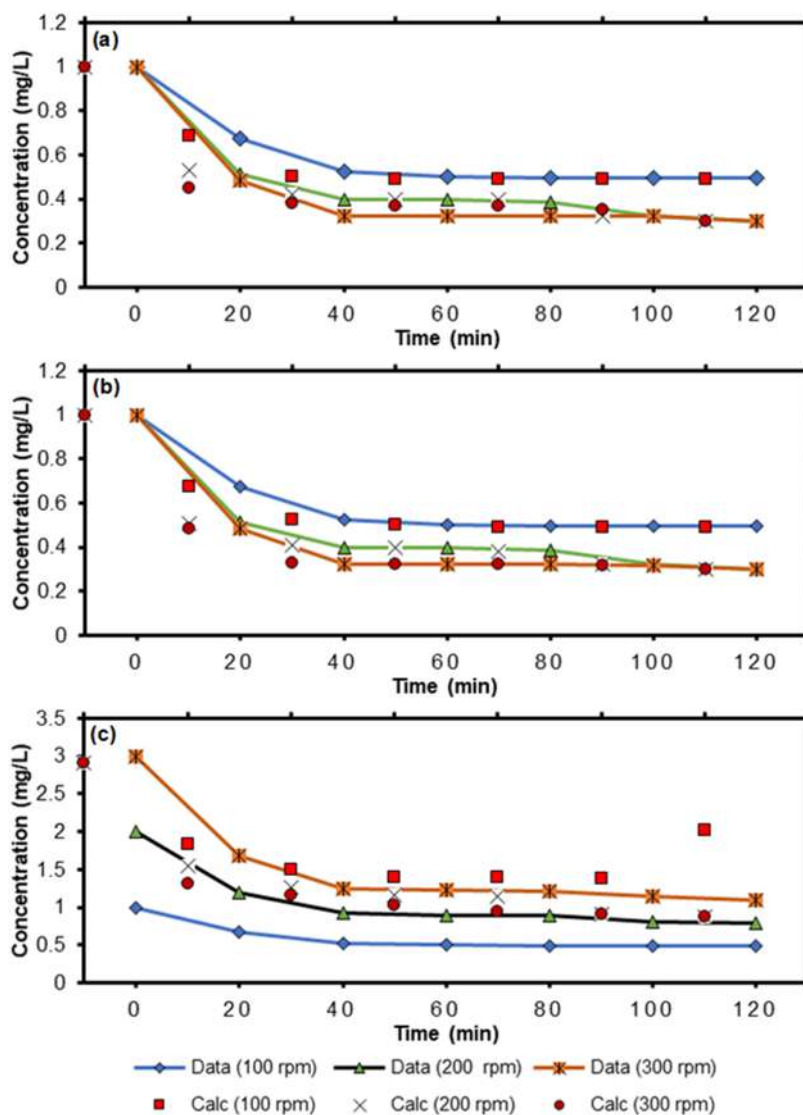 (a)
Concentration (mg/L)
1.2
1
0.8
0.6
0.4
0.2
0
0 20 40 60 80 100 120
Time (min)
(b)
Concentration (mg/L)
1.2
1
0.8
0.6
0.4
0.2
0
0 20 40 60 80 100 120
Time (min)
(c)
Concentration (mg/L)
3.5
3
2.5
2
1.5
1
0.5
0
0 20 40 60 80 100 120
Time (min)
Data (100 rpm) Data (200 rpm) Data (300 rpm)
Calc (100 rpm) Calc (200 rpm) Calc (300 rpm)